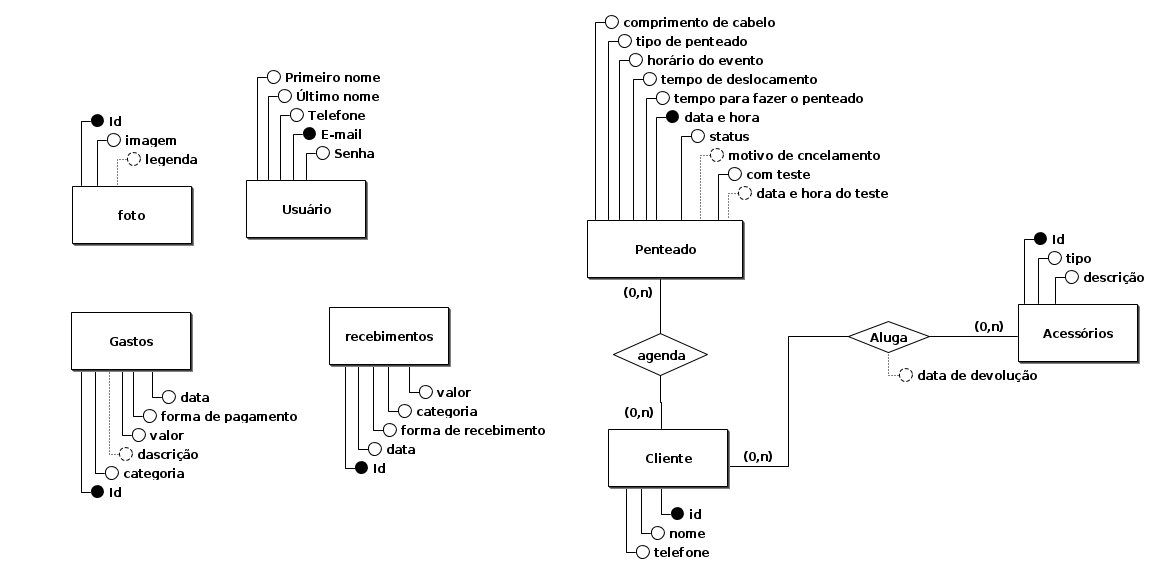 Id
imagem
legenda
foto
Primeiro nome
Último nome
Telefone
E-mail
Senha
Usuário
comprimento de cabelo
tipo de penteado
horário do evento
tempo de deslocamento
tempo para fazer o penteado
data e hora
status
motivo de cncelamento
com teste
data e hora do teste
Penteado
(0,n)
agenda
(0,n)
Cliente
(0,n)
id
nome
telefone
Aluga
data de devolução
(0,n)
Id
tipo
descrição
Acessórios
Gastos
data
forma de pagamento
valor
dascrição
categoria
Id
recebimentos
valor
categoria
forma de recebimento
data
Id